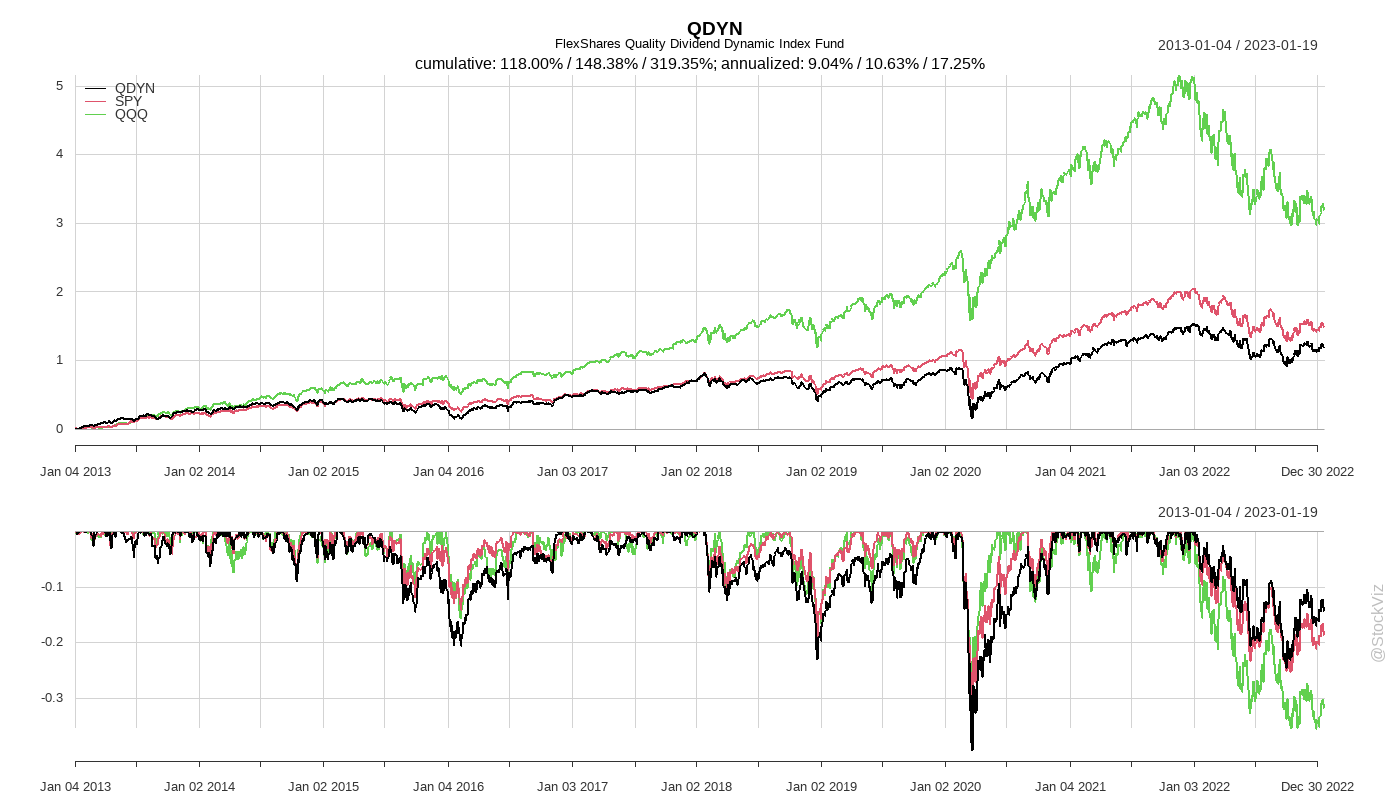 QDYN
FlexShares Quality Dividend Dynamic Index Fund
2013-01-04 / 2023-01-19
cumulative: 118.00% / 148.38% / 319.35%; annualized: 9.04% / 10.63% / 17.25%
QDYN
SPY
QQQ
5
4
3
2
1
0
Jan 04 2013 Jan 02 2014 Jan 02 2015 Jan 04 2016 Jan 03 2017 Jan 02 2018 Jan 02 2019 Jan 02 2020 Jan 04 2021 Jan 03 2022 Dec 30 2022
2013-01-04 / 2023-01-19
-0.1
-0.2
-0.3
Jan 04 2013 Jan 02 2014 Jan 02 2015 Jan 04 2016 Jan 03 2017 Jan 02 2018 Jan 02 2019 Jan 02 2020 Jan 04 2021 Jan 03 2022 Dec 30 2022
@StockViz